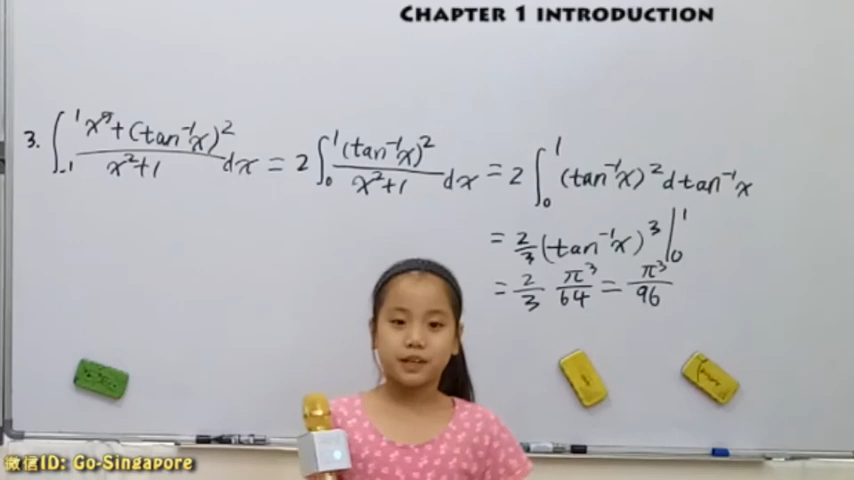 CHAPTER 1 INTRODUCTION
3. ∫₋₁¹ (x⁹+(tan⁻¹x)²)/(x²+1) dx = 2 ∫₀¹ (tan⁻¹x)²/(x²+1) dx = 2 ∫₀¹ (tan⁻¹x)² d tan⁻¹x
= 2/3 (tan⁻¹x)³ |₀¹
= 2/3 π³/64 = π³/96
微信ID: Go-Singapore